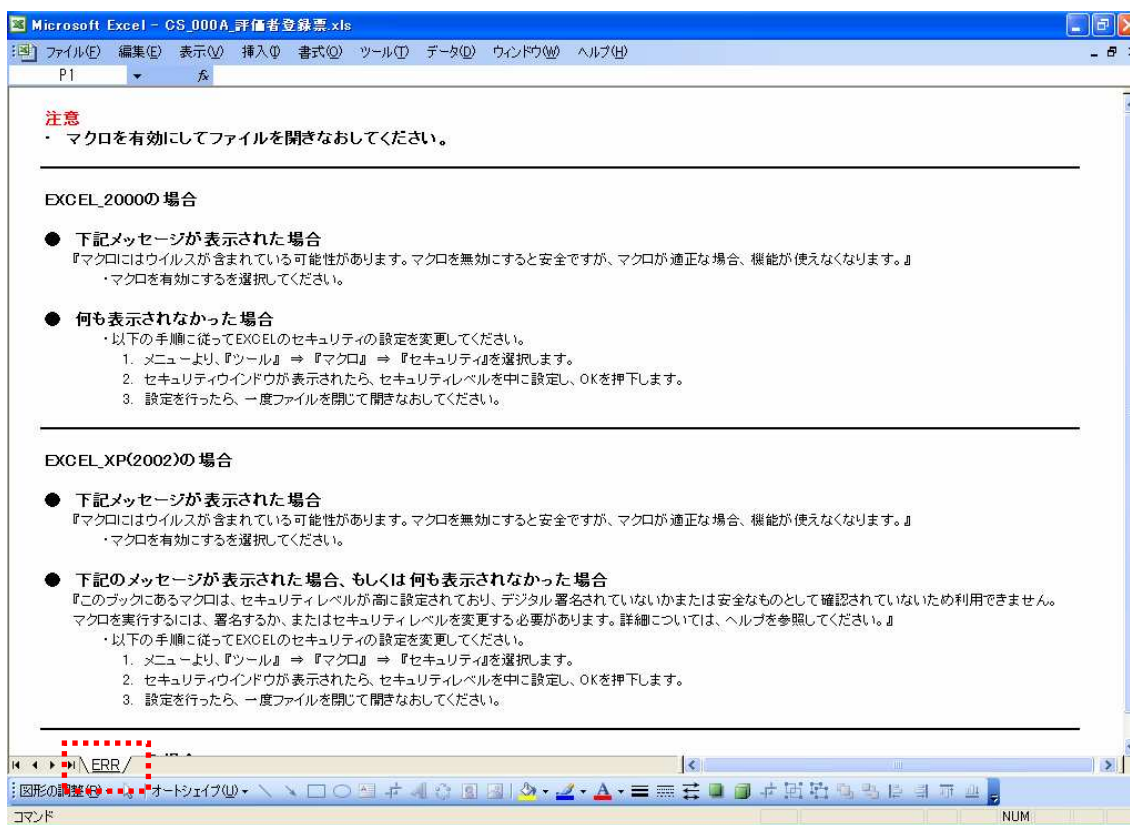 Microsoft Excel - CS_000A_評価者登録票.xls
ファイル(F) 編集(E) 表示(V) 挿入(I) 書式(O) ツール(T) データ(D) ウィンドウ(W) ヘルプ(H)
P1 fx
注意
・ マクロを有効にしてファイルを開きなおしてください。
EXCEL_2000の場合
● 下記メッセージが表示された場合
『マクロにはウイルスが含まれている可能性があります。マクロを無効にすると安全ですが、マクロが適正な場合、機能が使えなくなります。』
・マクロを有効にするを選択してください。
● 何も表示されなかった場合
・以下の手順に従ってEXCELのセキュリティの設定を変更してください。
1. メニューより、『ツール』 ⇒ 『マクロ』 ⇒ 『セキュリティ』を選択します。
2. セキュリティウインドウが表示されたら、セキュリティレベルを中に設定し、OKを押下します。
3. 設定を行ったら、一度ファイルを閉じて開きなおしてください。
EXCEL_XP(2002)の場合
● 下記メッセージが表示された場合
『マクロにはウイルスが含まれている可能性があります。マクロを無効にすると安全ですが、マクロが適正な場合、機能が使えなくなります。』
・マクロを有効にするを選択してください。
● 下記のメッセージが表示された場合、もしくは何も表示されなかった場合
『このブックにあるマクロは、セキュリティレベルが高に設定されており、デジタル署名されていないかまたは安全なものとして確認されていないため利用できません。
マクロを実行するには、署名するか、またはセキュリティレベルを変更する必要があります。詳細については、ヘルプを参照してください。』
・以下の手順に従ってEXCELのセキュリティの設定を変更してください。
1. メニューより、『ツール』 ⇒ 『マクロ』 ⇒ 『セキュリティ』を選択します。
2. セキュリティウインドウが表示されたら、セキュリティレベルを中に設定し、OKを押下します。
3. 設定を行ったら、一度ファイルを閉じて開きなおしてください。
ERR
図形の調整(R) オートシェイプ(U)
コマンド NUM